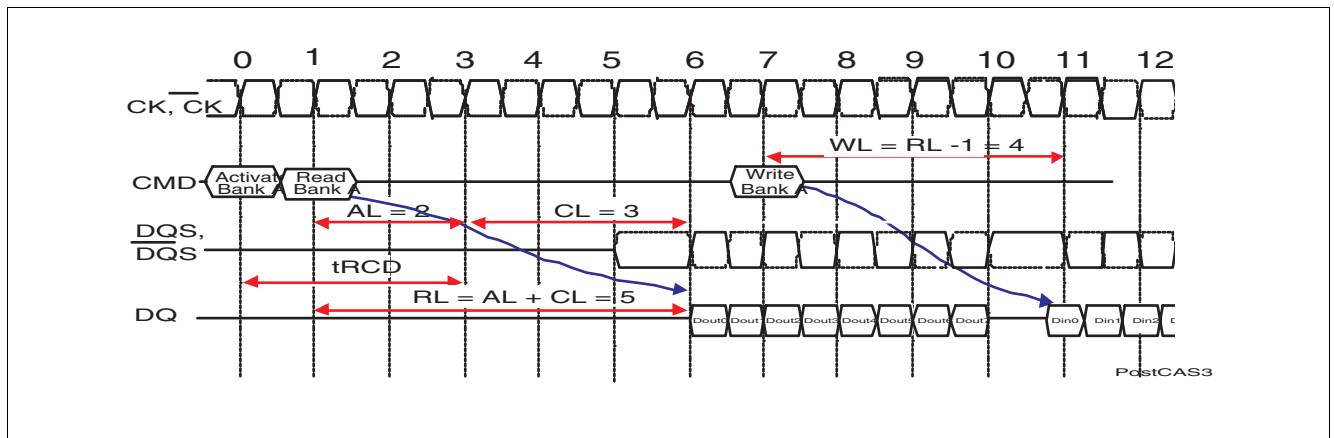 0 1 2 3 4 5 6 7 8 9 10 11 12
CK, CK
WL = RL -1 = 4
CMD
Activat
Bank A
Read
Bank A
Write
Bank A
AL = 2
CL = 3
DQS,
DQS
tRCD
RL = AL + CL = 5
DQ
Dout0 Dout1 Dout2 Dout3 Dout4 Dout5 Dout6 Dout7 Din0 Din1 Din2 D
PostCAS3